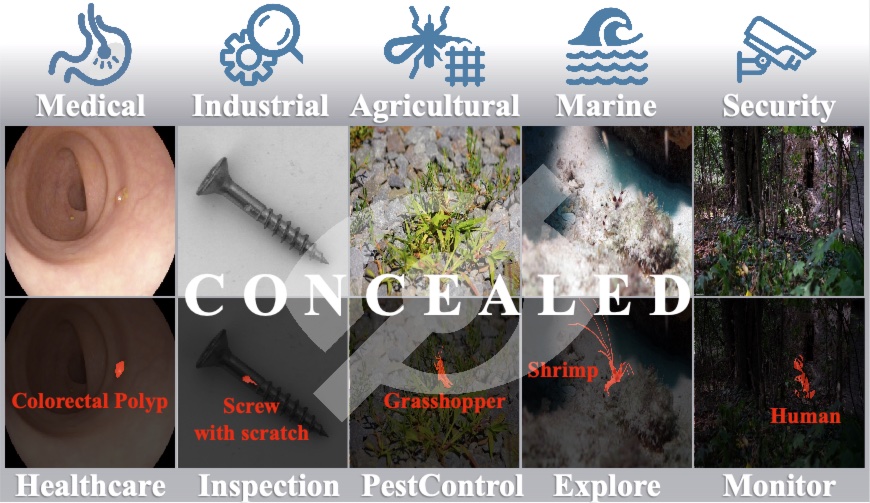 Medical Industrial Agricultural Marine Security
CONCEALED
Colorectal Polyp
Screw
with scratch
Grasshopper
Shrimp
Human
Healthcare Inspection PestControl Explore Monitor